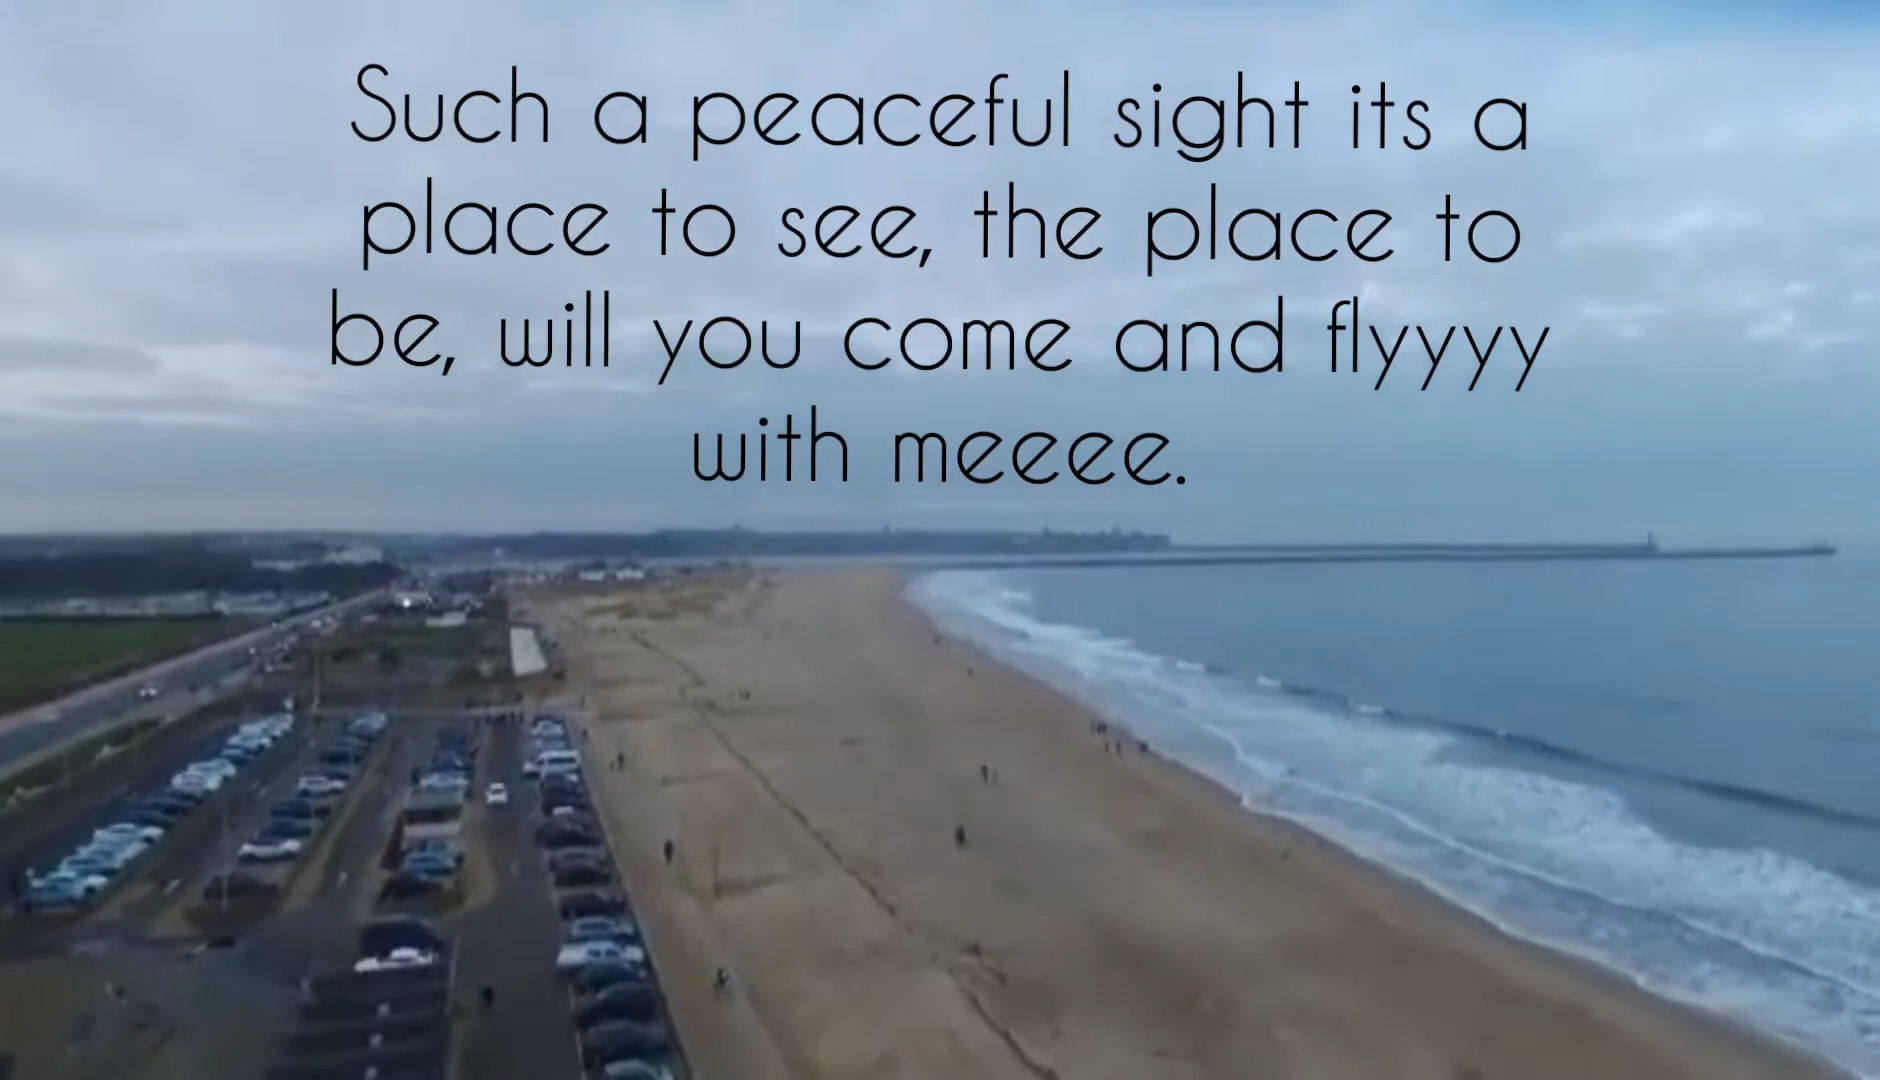 Such a peaceful sight its a
place to see, the place to
be, will you come and flyyyy
with meeee.